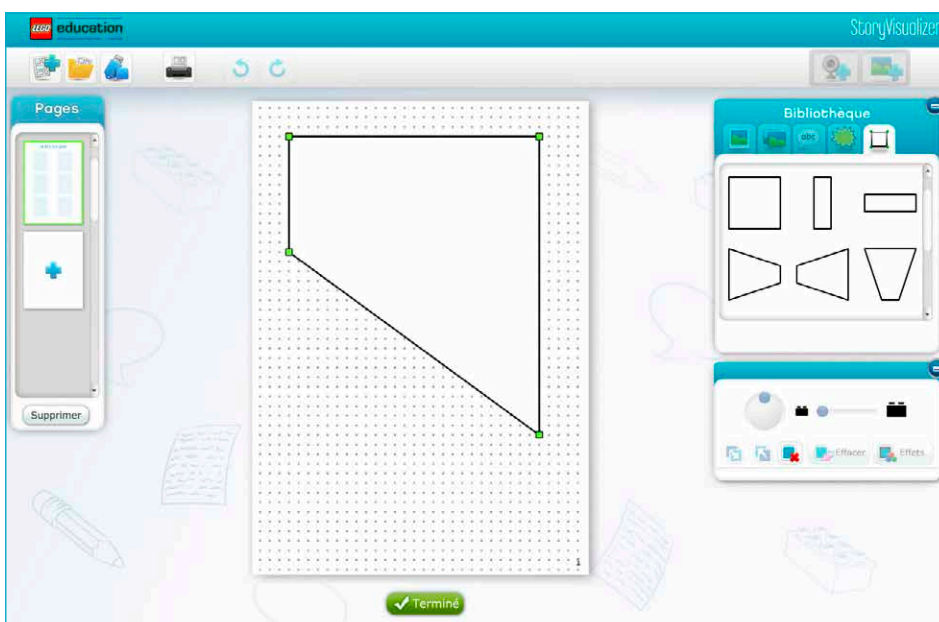 LEGO education
StoryVisualizer
Pages
Bibliothèque
abc
Supprimer
Effacer
Effets
1
Terminé